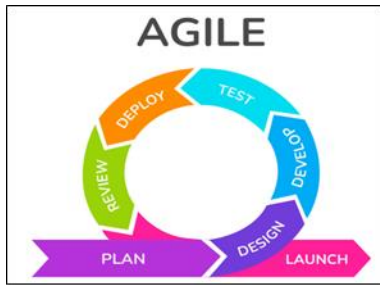 AGILE
DEPLOY
TEST
REVIEW
DEVELOP
DESIGN
PLAN
LAUNCH